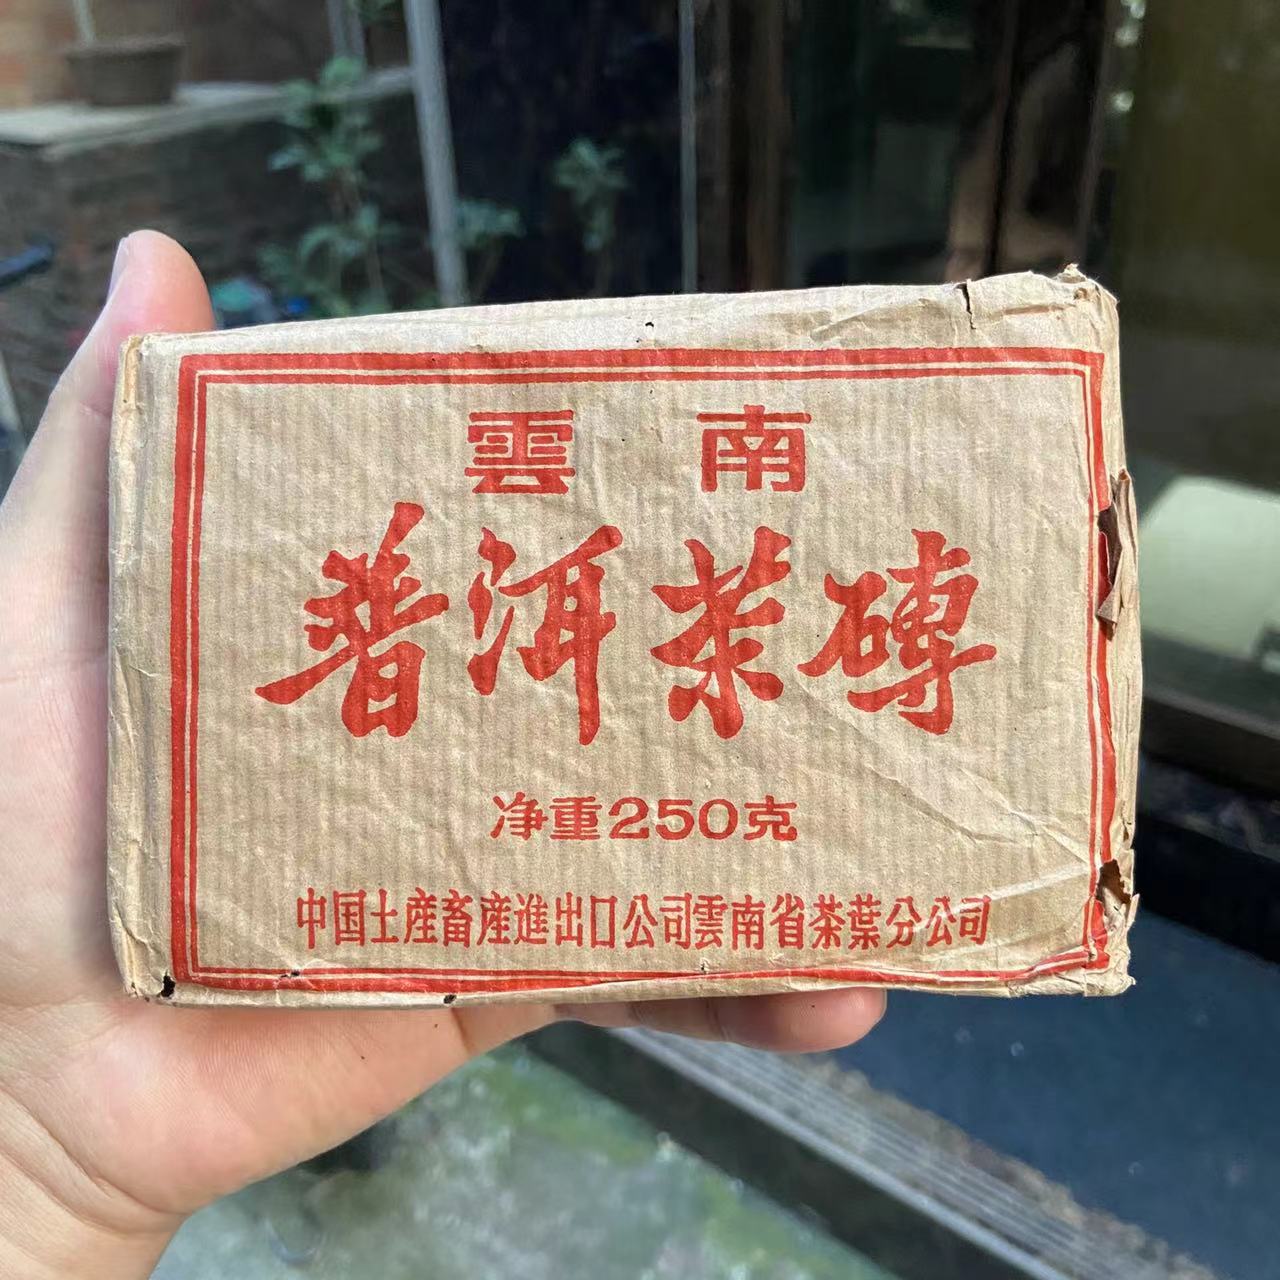 雲南
普洱茶磚
净重250克
中国土産畜産進出口公司雲南省茶葉分公司